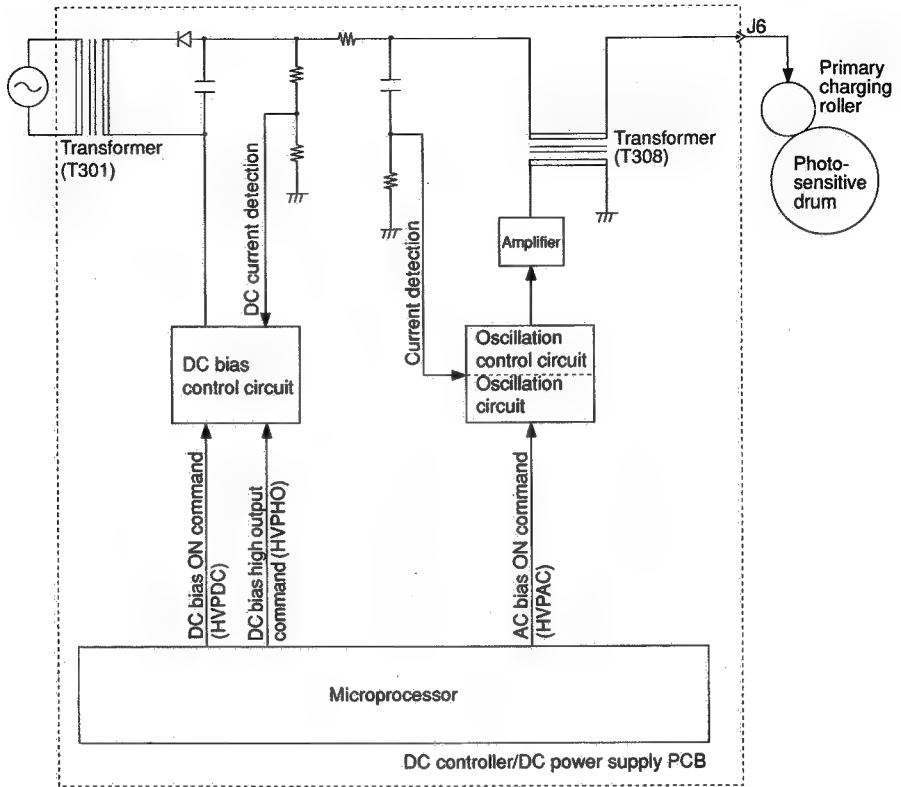 J6
Primary
charging
roller
Photo-
sensitive
drum
Transformer
(T301)
Transformer
(T308)
Amplifier
DC current detection
Current detection
DC bias
control circuit
Oscillation
control circuit
Oscillation
circuit
DC bias ON command
(HVPDC)
DC bias high output
command (HVPHO)
AC bias ON command
(HVPAC)
Microprocessor
DC controller/DC power supply PCB